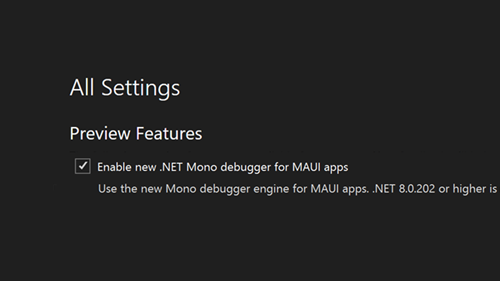 All Settings
Preview Features
Enable new .NET Mono debugger for MAUI apps
Use the new Mono debugger engine for MAUI apps. .NET 8.0.202 or higher is